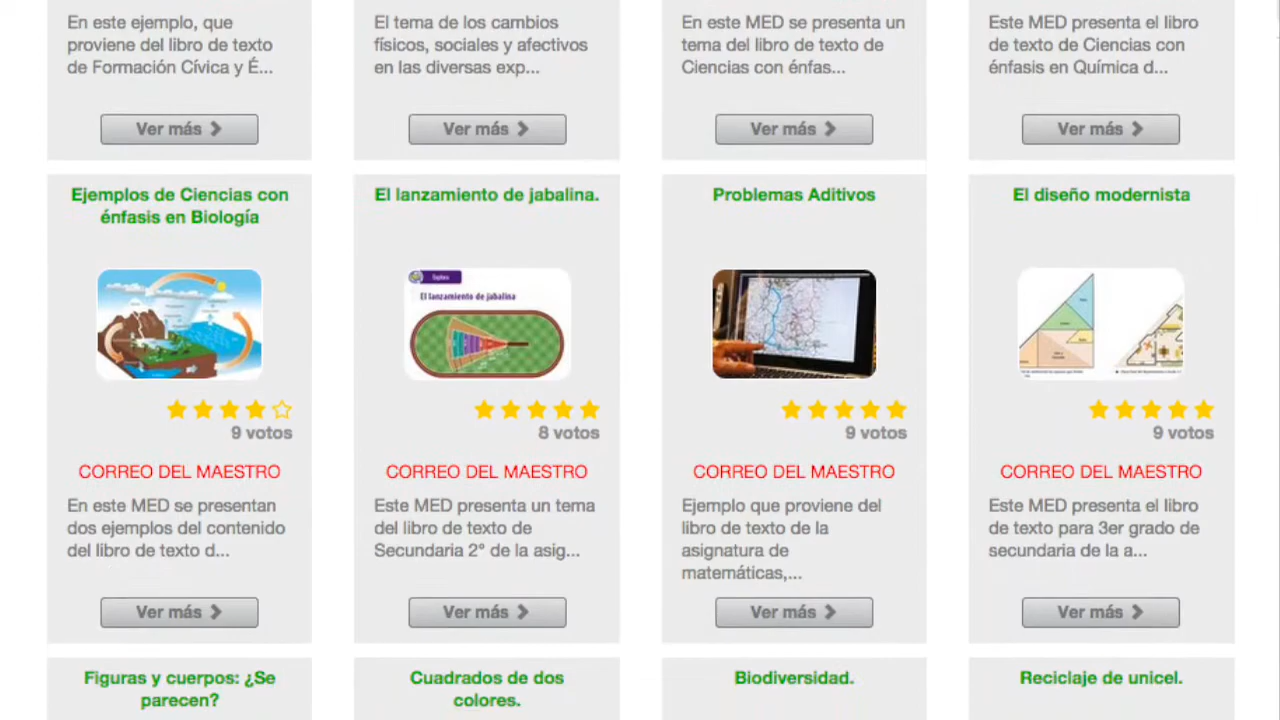 En este ejemplo, que
proviene del libro de texto
de Formación Cívica y É...
Ver más
El tema de los cambios
físicos, sociales y afectivos
en las diversas exp...
Ver más
En este MED se presenta un
tema del libro de texto de
Ciencias con énfas...
Ver más
Este MED presenta el libro
de texto de Ciencias con
énfasis en Química d...
Ver más
Ejemplos de Ciencias con
énfasis en Biología
9 votos
CORREO DEL MAESTRO
En este MED se presentan
dos ejemplos del contenido
del libro de texto d...
Ver más
El lanzamiento de jabalina.
Explora
El lanzamiento de jabalina
8 votos
CORREO DEL MAESTRO
Este MED presenta un tema
del libro de texto de
Secundaria 2° de la asig...
Ver más
Problemas Aditivos
9 votos
CORREO DEL MAESTRO
Ejemplo que proviene del
libro de texto de la
asignatura de
matemáticas,...
Ver más
El diseño modernista
9 votos
CORREO DEL MAESTRO
Este MED presenta el libro
de texto para 3er grado de
secundaria de la a...
Ver más
Figuras y cuerpos: ¿Se
parecen?
Cuadrados de dos
colores.
Biodiversidad.
Reciclaje de unicel.